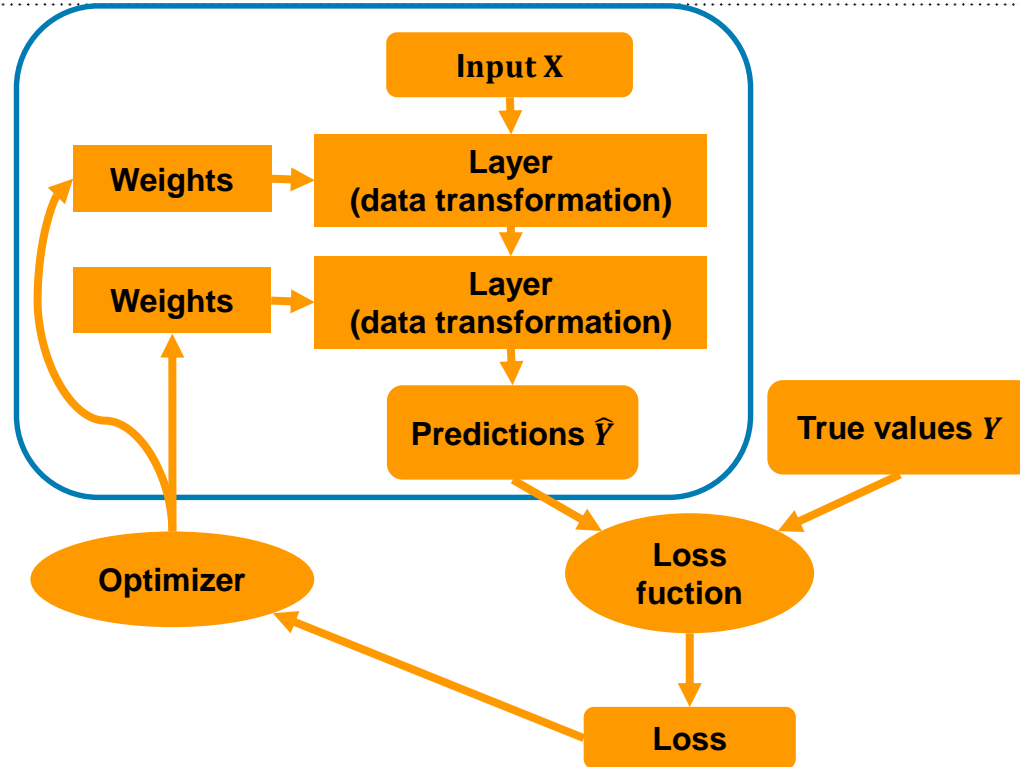 Input X
Weights
Layer
(data transformation)
Weights
Layer
(data transformation)
Predictions Ŷ
True values Y
Optimizer
Loss
fuction
Loss